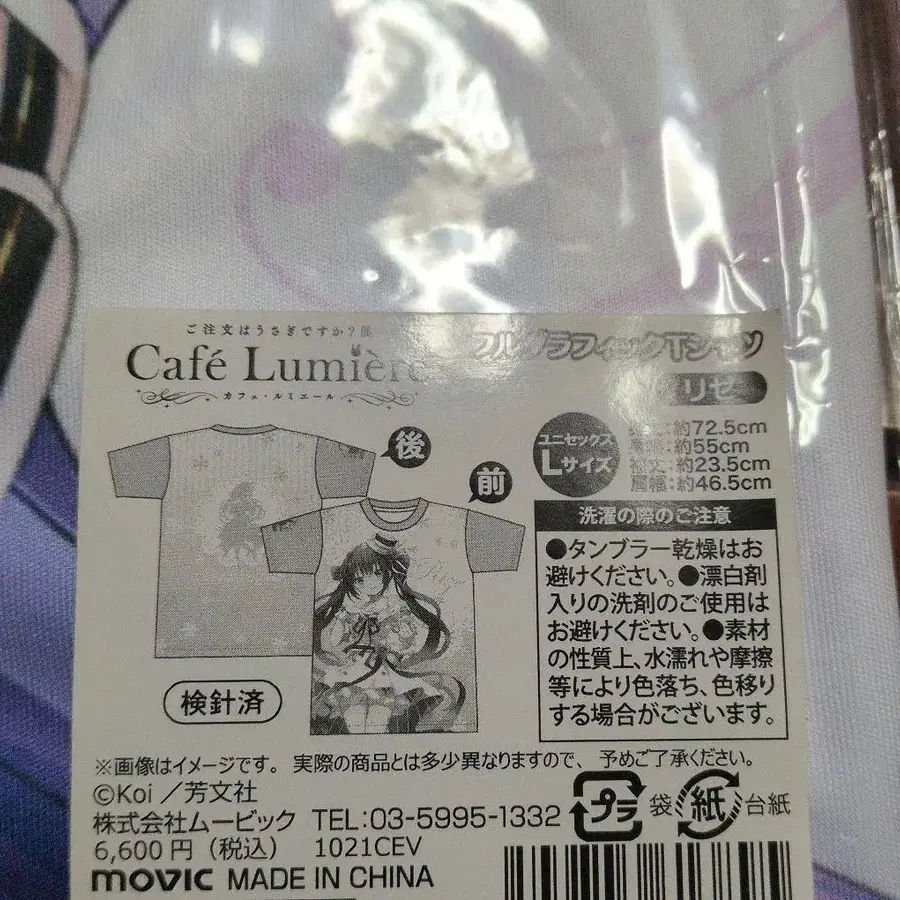 ご注文はうさぎですか？展
Café Lumière
カフェ・ルミエール
フルグラフィックTシャツ
リゼ
後
前
ユニセックス
Lサイズ
約72.5cm
身幅：約55cm
袖丈：約23.5cm
肩幅：約46.5cm
洗濯の際のご注意
●タンブラー乾燥はお
避けください。●漂白剤
入りの洗剤のご使用は
お避けください。●素材
の性質上、水濡れや摩擦
等により色落ち、色移り
する場合がございます。
検針済
※画像はイメージです。 実際の商品とは多少異なりますので、予めご了承ください。
©Koi／芳文社
株式会社ムービック TEL：03-5995-1332
プラ 袋 紙 台紙
6,600円（税込） 1021CEV
movic MADE IN CHINA